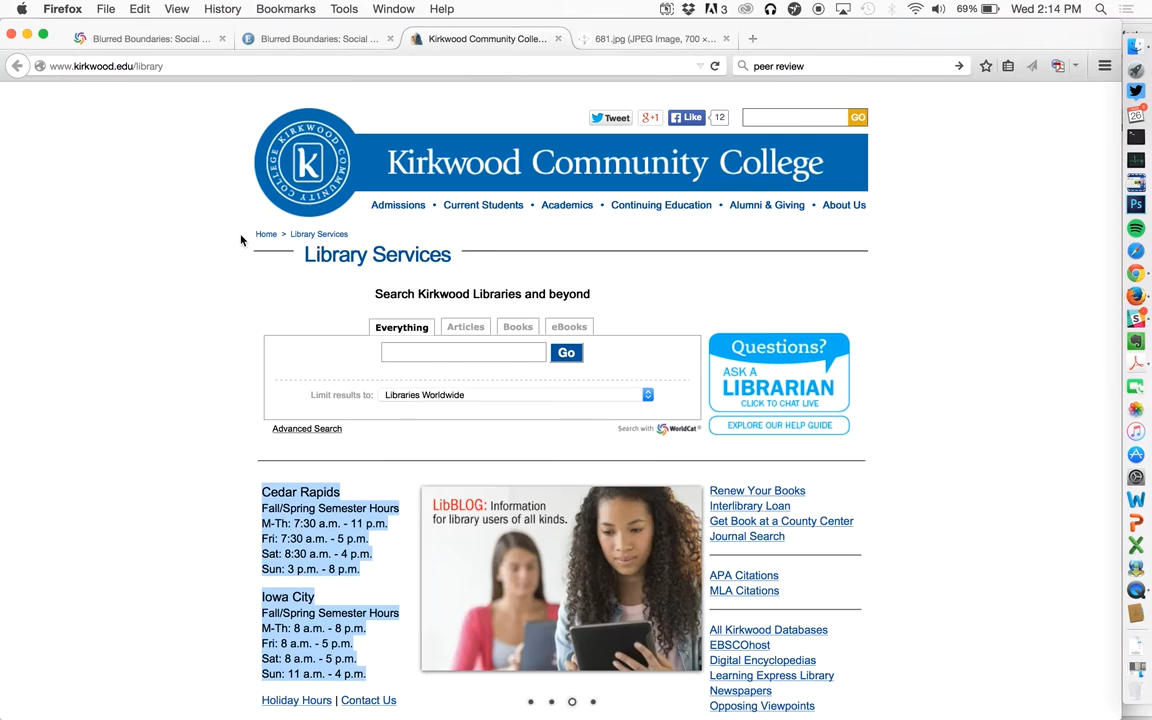 Firefox File Edit View History Bookmarks Tools Window Help
3 69% Wed 2:14 PM
Blurred Boundaries: Social ...
Blurred Boundaries: Social ...
Kirkwood Community Colle...
681.jpg (JPEG Image, 700 ×...
www.kirkwood.edu/library
peer review
Tweet
g+1
Like 12
GO
KIRKWOOD COMMUNITY COLLEGE
k
Kirkwood Community College
Admissions • Current Students • Academics • Continuing Education • Alumni & Giving • About Us
Home > Library Services
Library Services
Search Kirkwood Libraries and beyond
Everything Articles Books eBooks
Go
Limit results to: Libraries Worldwide
Advanced Search
Search with WorldCat
Questions?
ASK A
LIBRARIAN
CLICK TO CHAT LIVE
EXPLORE OUR HELP GUIDE
Cedar Rapids
Fall/Spring Semester Hours
M-Th: 7:30 a.m. - 11 p.m.
Fri: 7:30 a.m. - 5 p.m.
Sat: 8:30 a.m. - 4 p.m.
Sun: 3 p.m. - 8 p.m.
Iowa City
Fall/Spring Semester Hours
M-Th: 8 a.m. - 8 p.m.
Fri: 8 a.m. - 5 p.m.
Sat: 8 a.m. - 5 p.m.
Sun: 11 a.m. - 4 p.m.
Holiday Hours | Contact Us
LibBLOG: Information
for library users of all kinds.
Renew Your Books
Interlibrary Loan
Get Book at a County Center
Journal Search
APA Citations
MLA Citations
All Kirkwood Databases
EBSCOhost
Digital Encyclopedias
Learning Express Library
Newspapers
Opposing Viewpoints
26
Ps